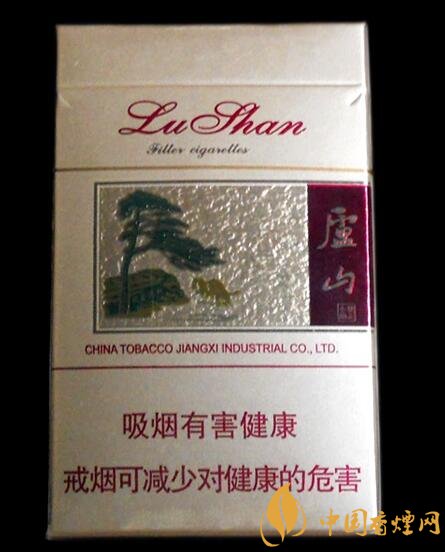 LuShan
Filter cigarettes
廬山
CHINA TOBACCO JIANGXI INDUSTRIAL CO., LTD.
吸烟有害健康
戒烟可减少对健康的危害
中国香烟网